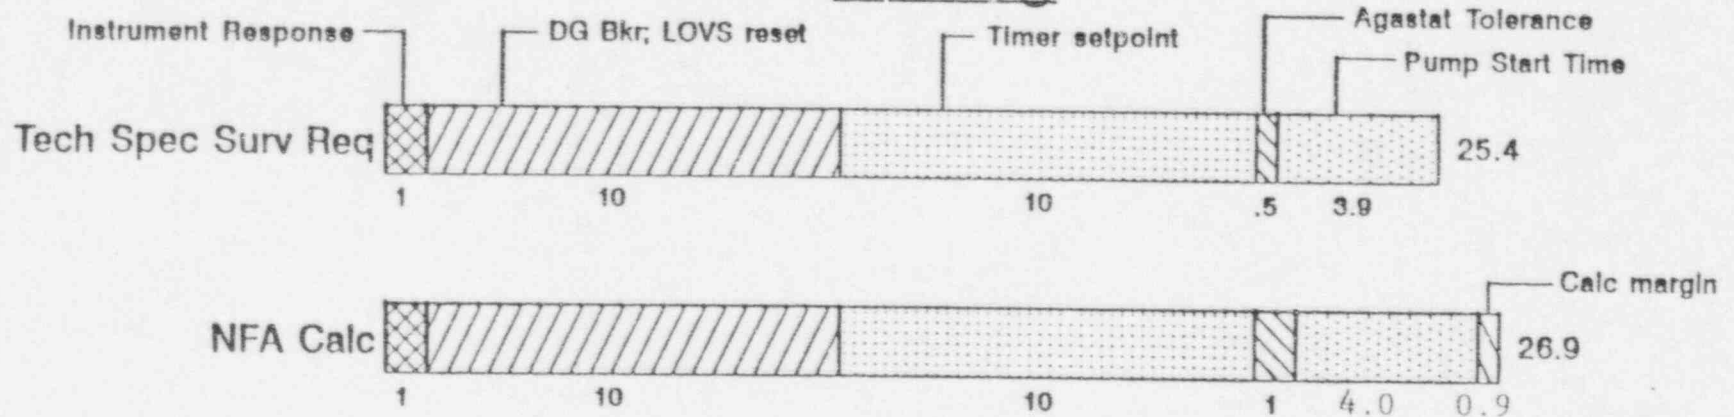 Instrument Response
DG Bkr; LOVS reset
Timer setpoint
Agastat Tolerance
Pump Start Time
Tech Spec Surv Req
25.4
1
10
10
.5
3.9
Calc margin
NFA Calc
26.9
1
10
10
1
4.0
0.9